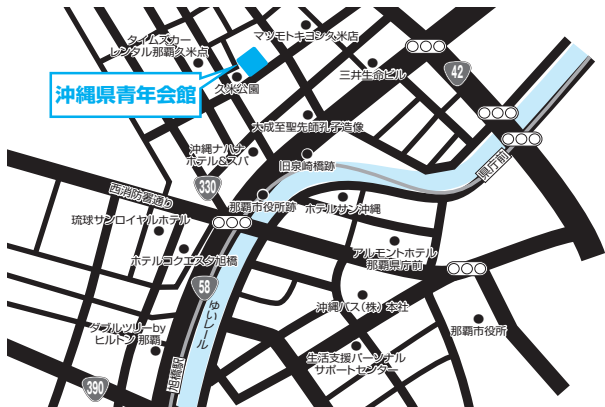 タイムズカー
レンタル那覇久米点
マツモトキヨシ久米店
三井生命ビル
42
沖縄県青年会館
久米公園
大成至聖先師孔子造像
沖縄ナハナ
ホテル&スパ
旧泉崎橋跡
県庁前
西消防署通り
330
那覇市役所跡
ホテルサン沖縄
琉球サンロイヤルホテル
ホテルコクエスタ旭橋
アルモントホテル
那覇県庁前
58
ゆいレール
沖縄バス(株)本社
ダブルツリーby
ヒルトン 那覇
那覇市役所
生活支援パーソナル
サポートセンター
旭橋駅
390